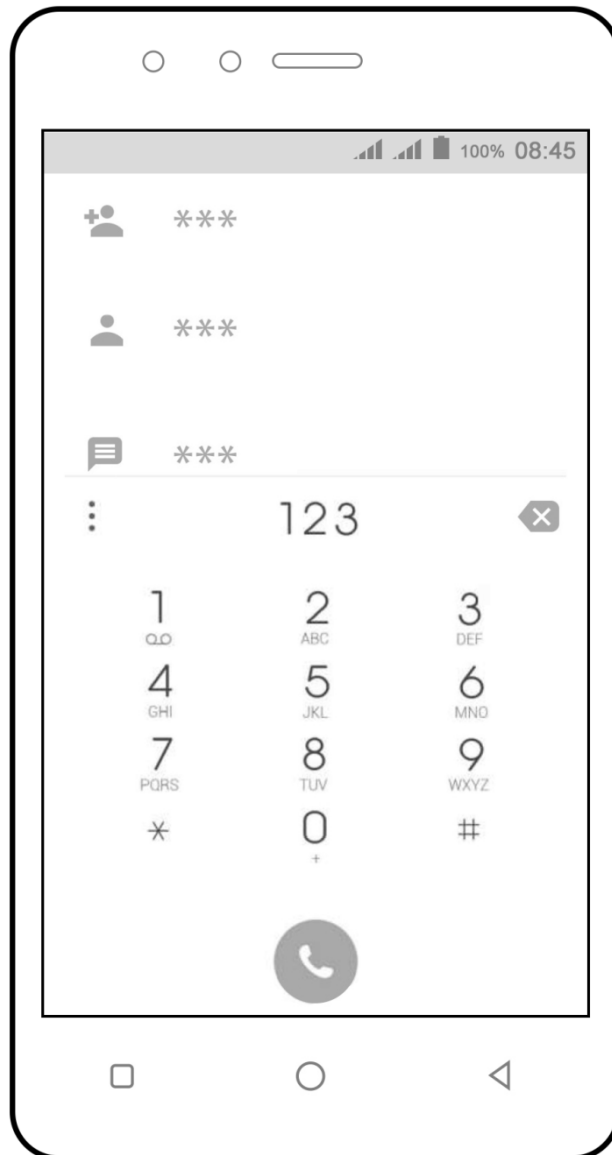 100% 08:45
***
***
***
123
1 2 3
ABC DEF
4 5 6
GHI JKL MNO
7 8 9
PQRS TUV WXYZ
* 0 #
+